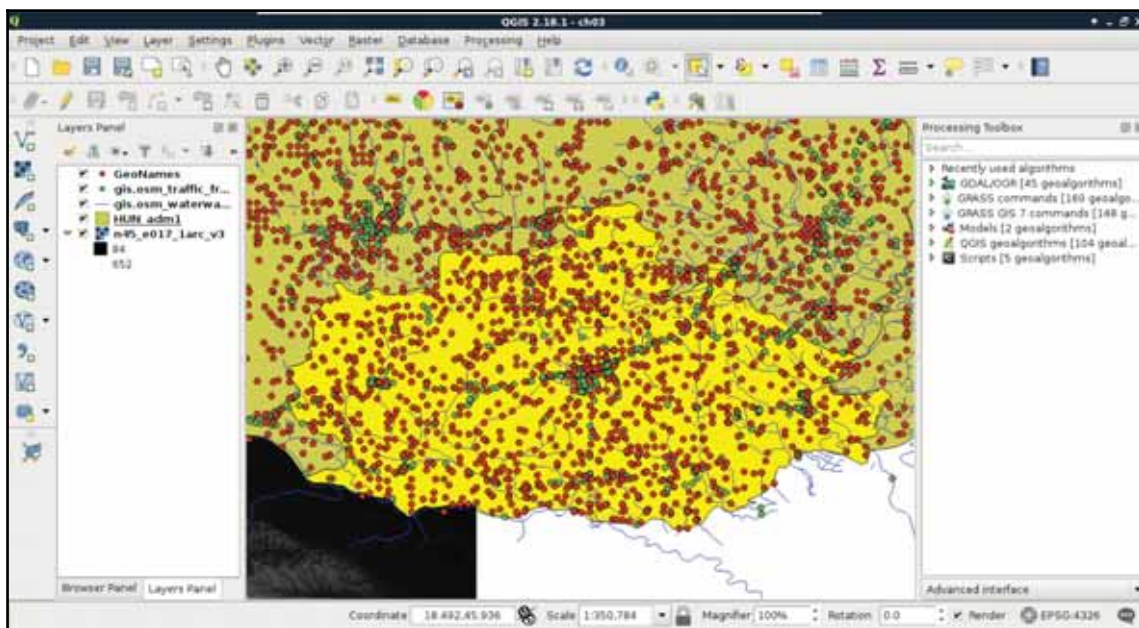 QGIS 2.18.1 - ch03
Project Edit View Layer Settings Plugins Vector Raster Database Processing Help
Layers Panel
GeoNames
gis.osm_traffic_fr...
gis.osm_waterwa...
HUN_adm1
n45_e017_1arc_v3
84
652
Browser Panel Layers Panel
Processing Toolbox
Search...
Recently used algorithms
GDAL/OGR [45 geoalgorithms]
GRASS commands [160 geoalgo...
GRASS GIS 7 commands [148 g...
Models [2 geoalgorithms]
QGIS geoalgorithms [104 geoal...
Scripts [5 geoalgorithms]
Advanced interface
Coordinate 18.492,45.936 Scale 1:350,784 Magnifier 100% Rotation 0.0 Render EPSG:4326